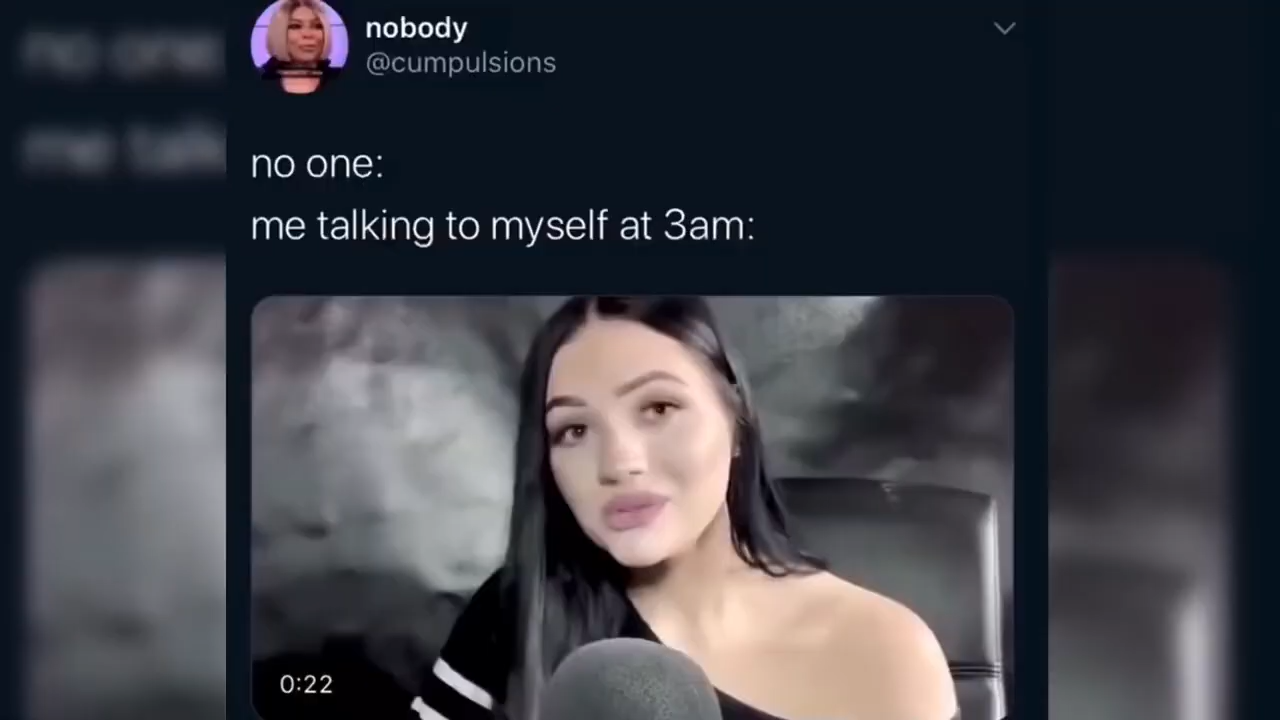 nobody
@cumpulsions
no one:
me talking to myself at 3am:
0:22